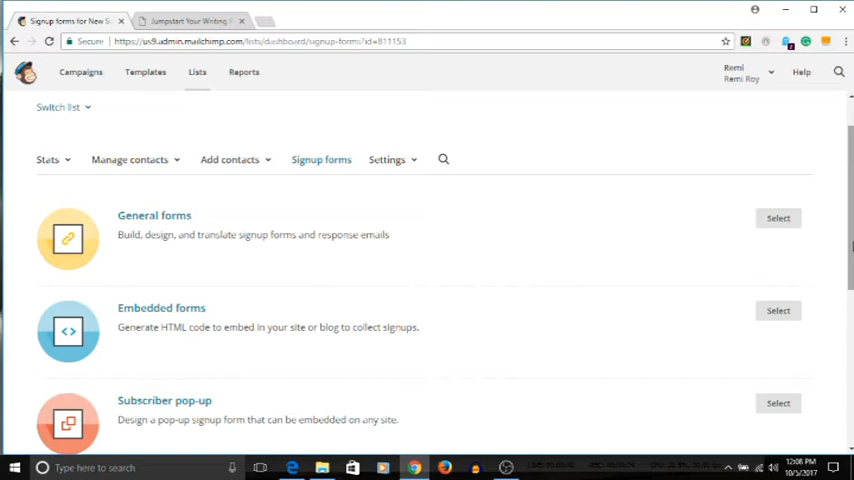 Signup forms for New S
Jumpstart Your Writing P
Secure https://us9.admin.mailchimp.com/lists/dashboard/signup-forms?id=811153
Campaigns Templates Lists Reports
Remi
Remi Roy
Help
Switch list
Stats Manage contacts Add contacts Signup forms Settings
General forms
Build, design, and translate signup forms and response emails
Select
Embedded forms
Generate HTML code to embed in your site or blog to collect signups.
Select
Subscriber pop-up
Design a pop-up signup form that can be embedded on any site.
Select
Type here to search
12:08 PM
10/5/2017